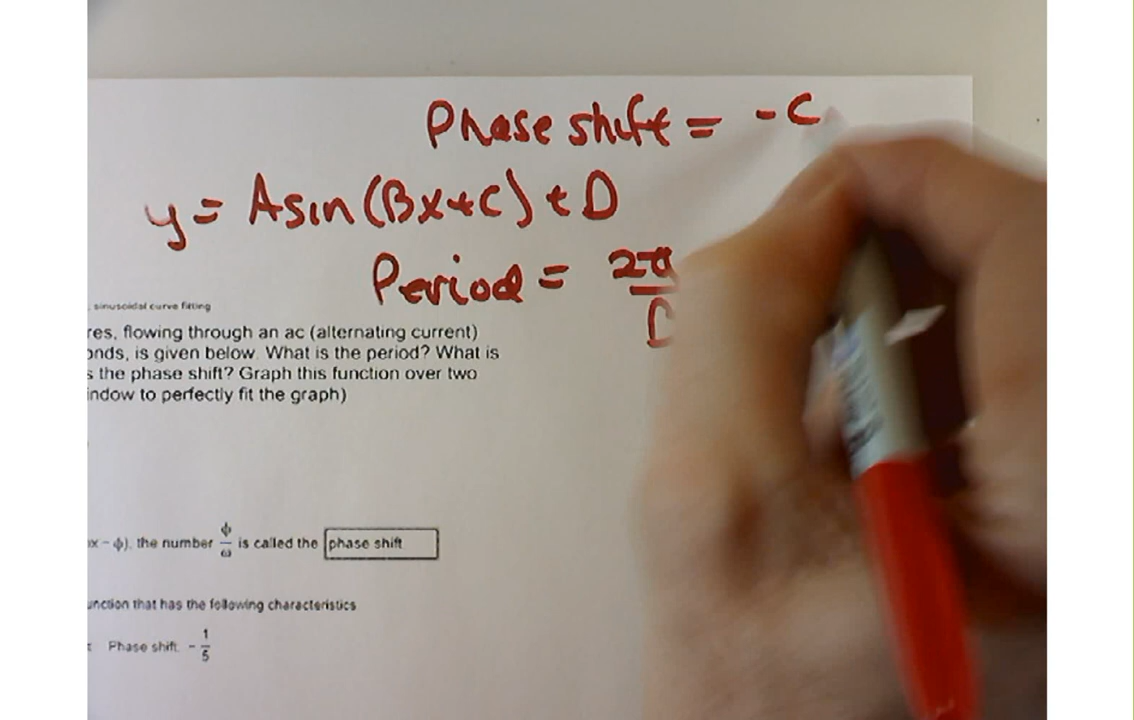 Phase shift = -C
y = Asin(Bx+C) + D
Period = 2π
sinusoidal curve fitting
res, flowing through an ac (alternating current)
onds, is given below. What is the period? What is
s the phase shift? Graph this function over two
indow to perfectly fit the graph)
ωx - ϕ), the number ϕ/ω is called the phase shift
unction that has the following characteristics
Phase shift: - 1/5